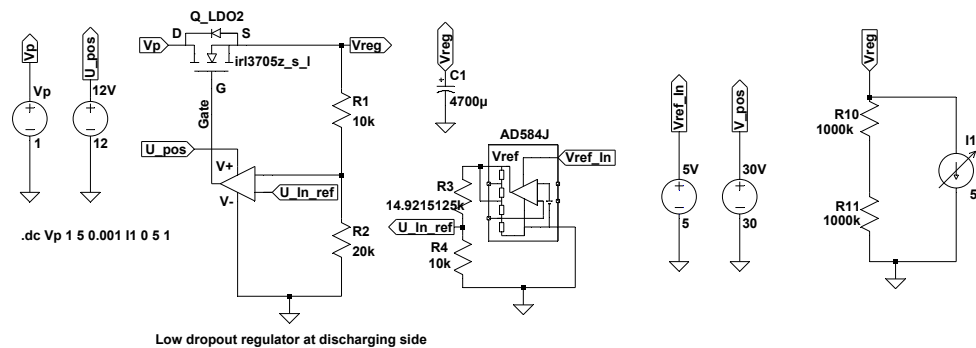 Q_LDO2
D
S
Vp
Vreg
irl3705z_s_l
G
Gate
Vp
Vp
1
U_pos
12V
12
U_pos
V+
V-
U_In_ref
R1
10k
R2
20k
.dc Vp 1 5 0.001 I1 0 5 1
Vreg
C1
4700µ
AD584J
Vref
Vref_In
R3
14.9215125k
U_In_ref
R4
10k
Vref_In
5V
5
V_pos
30V
30
Vreg
R10
1000k
R11
1000k
I1
5
Low dropout regulator at discharging side